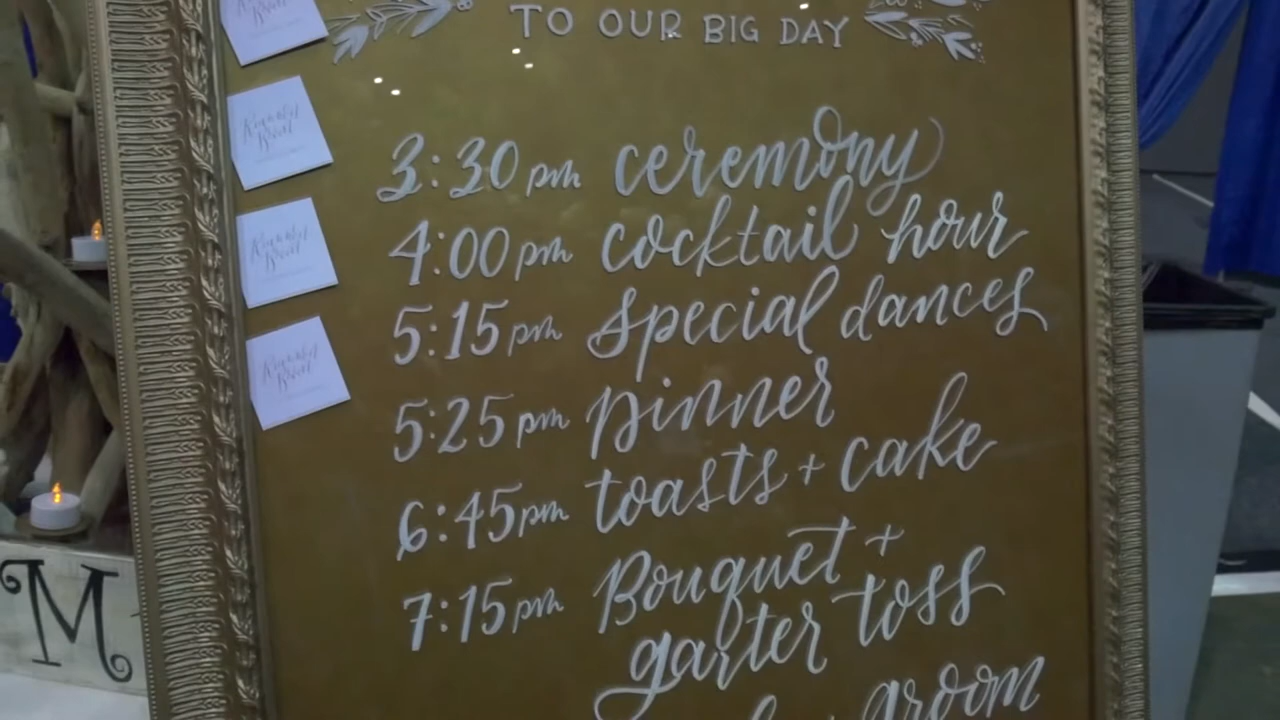 TO OUR BIG DAY
3:30 pm ceremony
4:00 pm cocktail hour
5:15 pm special dances
5:25 pm Dinner
6:45 pm toasts + cake
7:15 pm Bouquet +
garter toss
groom
M